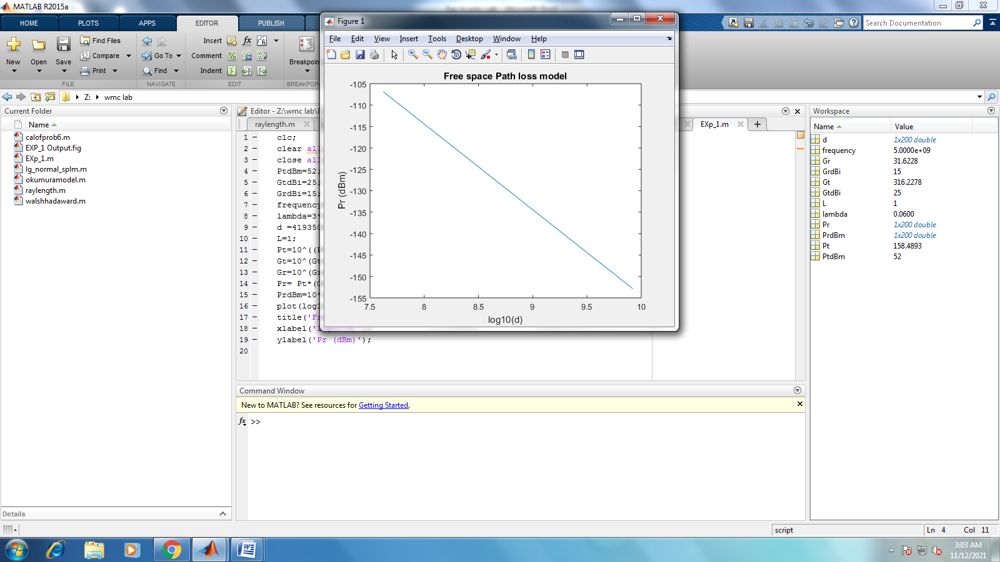 MATLAB R2015a
HOME PLOTS APPS EDITOR PUBLISH
Search Documentation
New Open Save
Find Files
Compare
Print
Go To
Find
Insert
Comment
Indent
Breakpoin
FILE NAVIGATE EDIT BREAKPOIN
Z: wmc lab
Current Folder
Name
calofprob6.m
EXP_1 Output.fig
EXp_1.m
lg_normal_splm.m
okumuramodel.m
raylength.m
walshhadaward.m
Details
Editor - Z:\wmc lab\
raylength.m
EXp_1.m
1 clc;
2 clear all
3 close all
4 PtdBm=52;
5 GtdBi=25;
6 GrdBi=15;
7 frequency
8 lambda=3*
9 d =419350
10 L=1;
11 Pt=10^((
12 Gt=10^(Gt
13 Gr=10^(Gr
14 Pr= Pt*(
15 PrdBm=10*
16 plot(log1
17 title('F
18 xlabel('
19 ylabel('Pr (dBm)');
20
Figure 1
File Edit View Insert Tools Desktop Window Help
Free space Path loss model
-105
-110
-115
-120
-125
-130
-135
-140
-145
-150
-155
Pr (dBm)
7.5 8 8.5 9 9.5 10
log10(d)
Command Window
New to MATLAB? See resources for Getting Started.
fx >>
Workspace
Name Value
d 1x200 double
frequency 5.0000e+09
Gr 31.6228
GrdBi 15
Gt 316.2278
GtdBi 25
L 1
lambda 0.0600
Pr 1x200 double
PrdBm 1x200 double
Pt 158.4893
PtdBm 52
script
Ln 4 Col 11
3:03 AM
11/12/2021